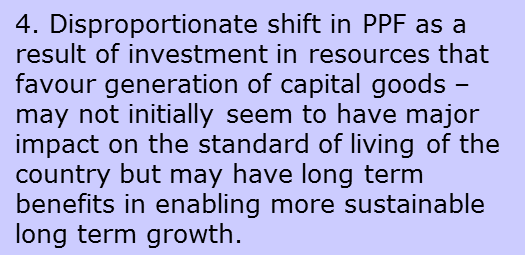 4. Disproportionate shift in PPF as a
result of investment in resources that
favour generation of capital goods –
may not initially seem to have major
impact on the standard of living of the
country but may have long term
benefits in enabling more sustainable
long term growth.